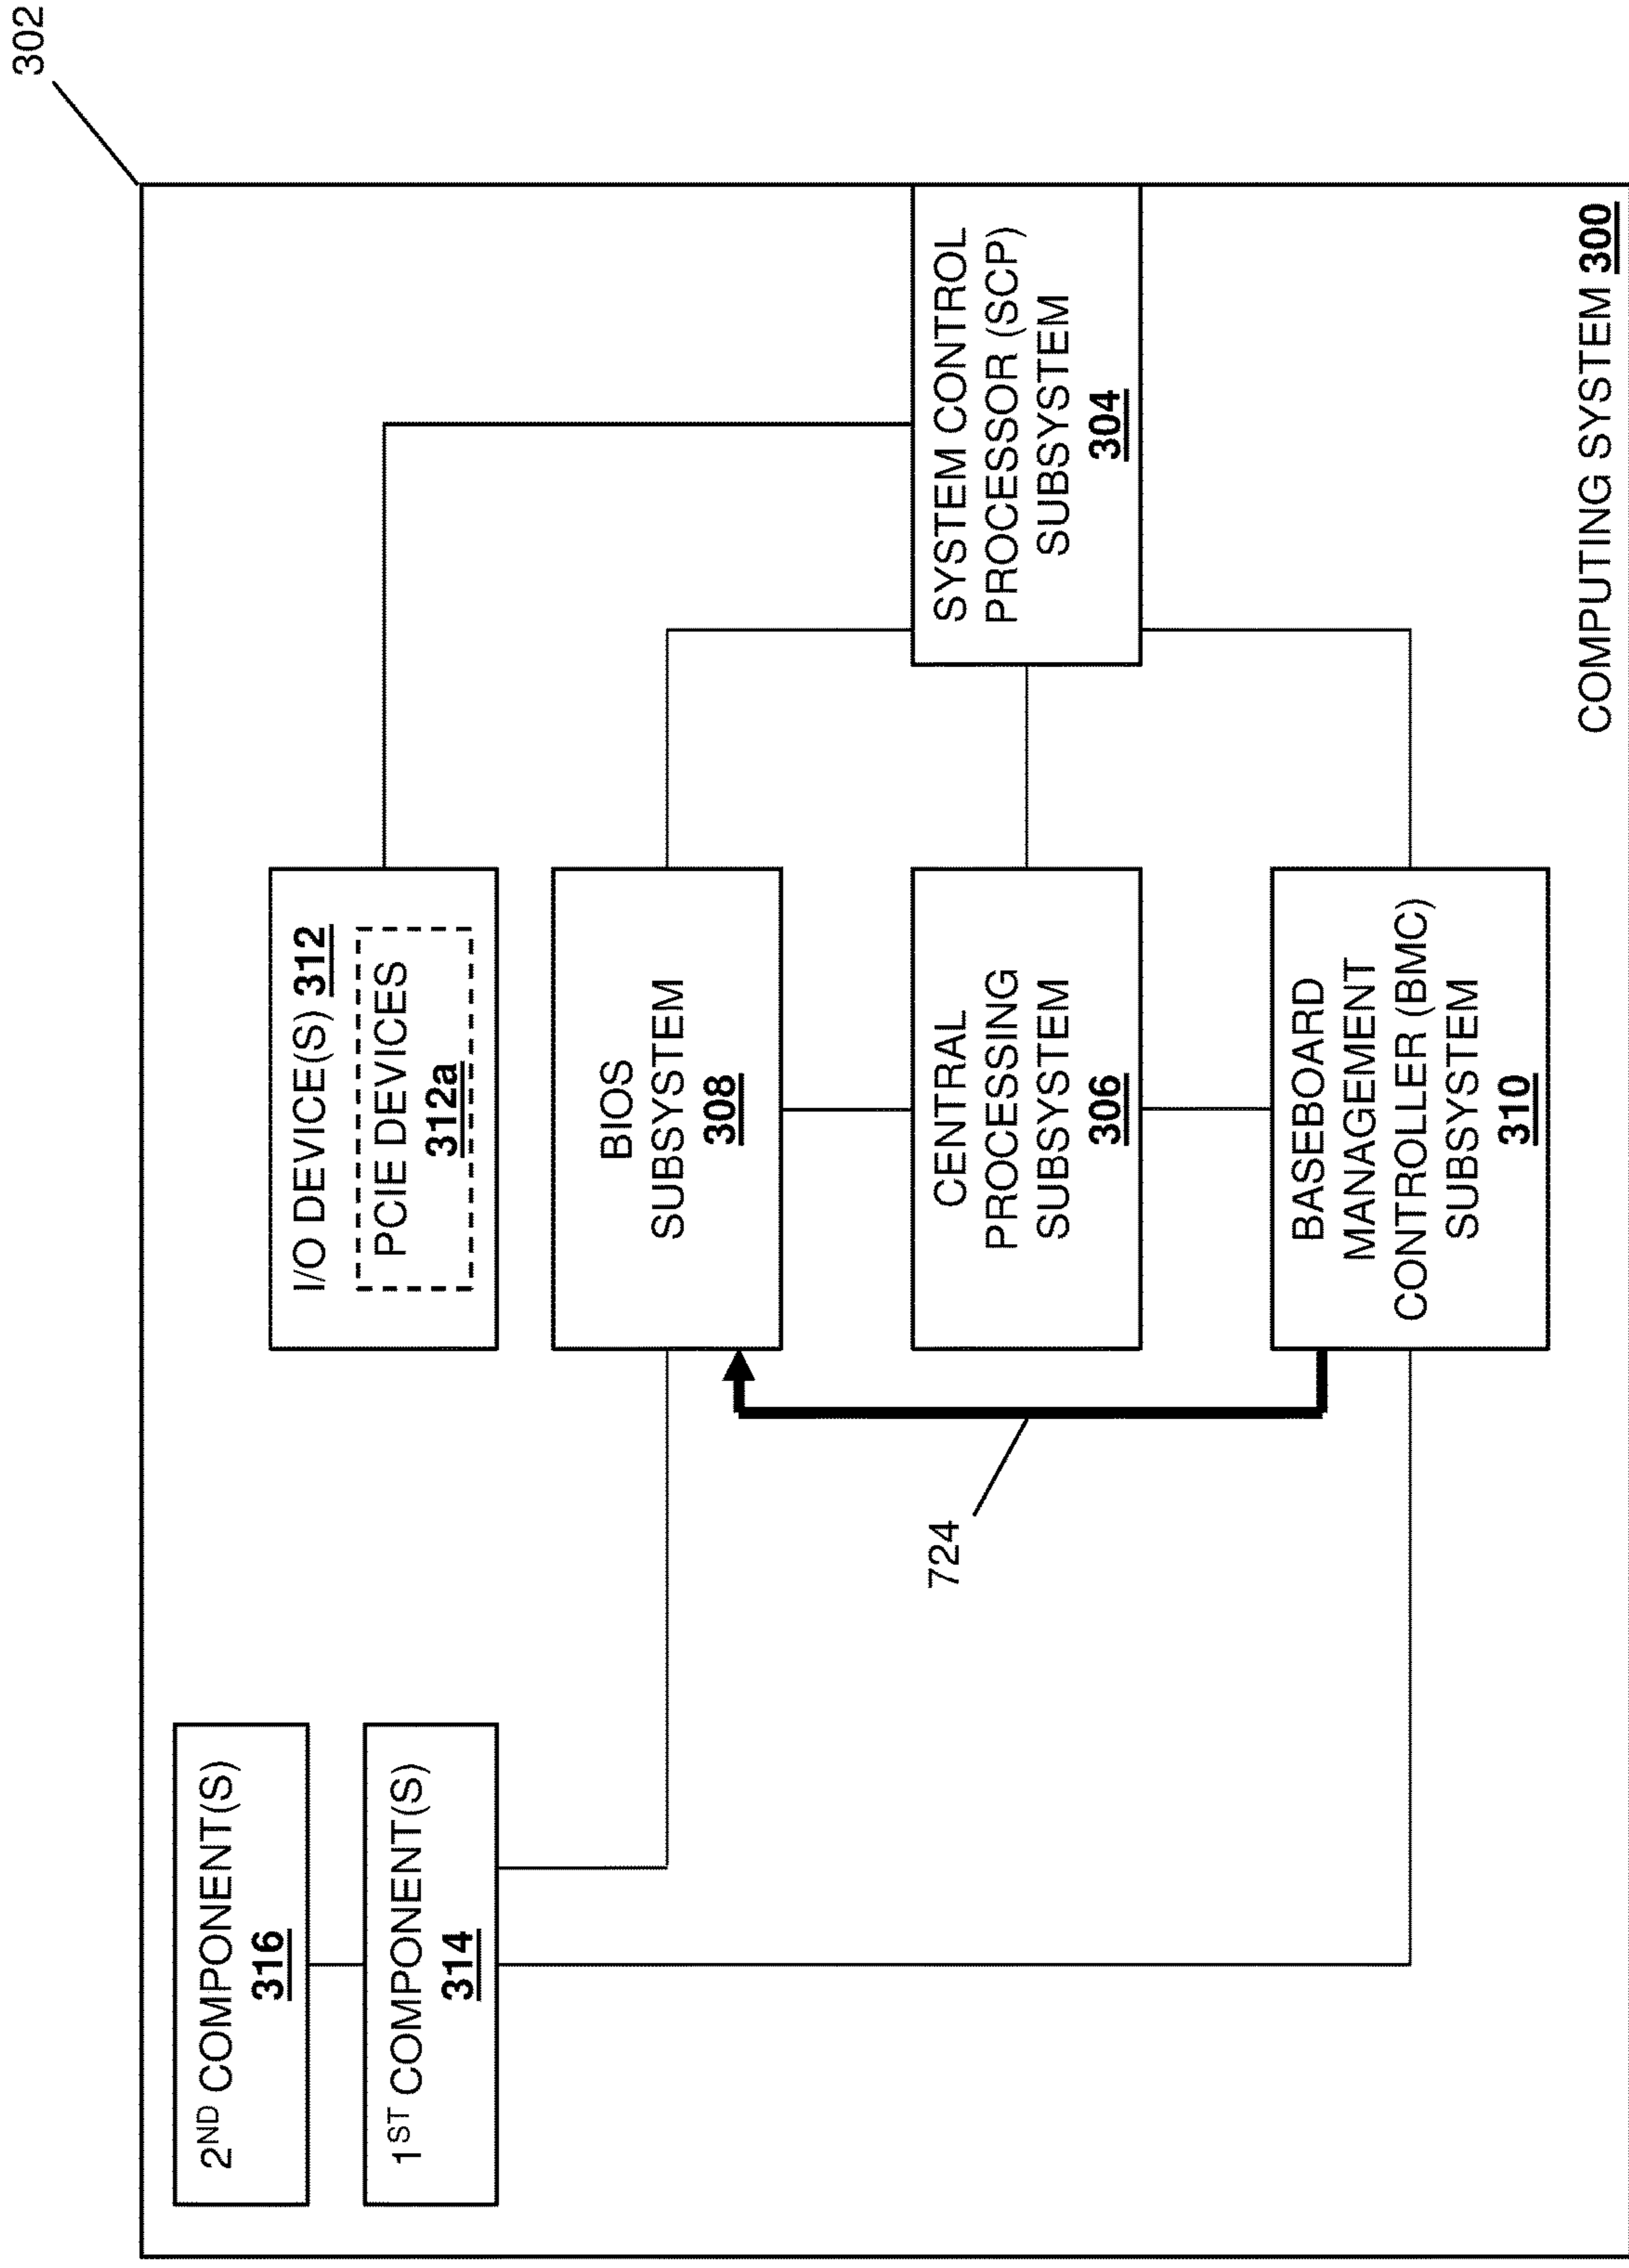 302
2ND COMPONENT(S)
316
1ST COMPONENT(S)
314
I/O DEVICE(S) 312
PCIE DEVICES
312a
BIOS
SUBSYSTEM
308
CENTRAL
PROCESSING
SUBSYSTEM
306
BASEBOARD
MANAGEMENT
CONTROLLER (BMC)
SUBSYSTEM
310
SYSTEM CONTROL
PROCESSOR (SCP)
SUBSYSTEM
304
724
COMPUTING SYSTEM 300